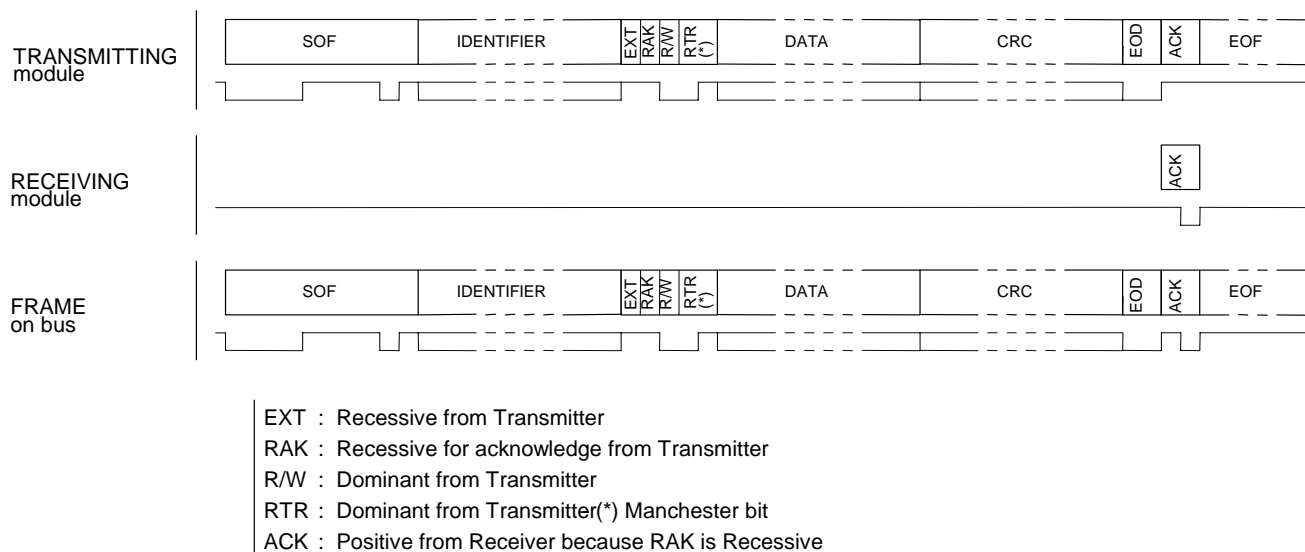 TRANSMITTING
module
SOF IDENTIFIER EXT RAK R/W RTR (*) DATA CRC EOD ACK EOF
RECEIVING
module
ACK
FRAME
on bus
SOF IDENTIFIER EXT RAK R/W RTR (*) DATA CRC EOD ACK EOF
EXT : Recessive from Transmitter
RAK : Recessive for acknowledge from Transmitter
R/W : Dominant from Transmitter
RTR : Dominant from Transmitter(*) Manchester bit
ACK : Positive from Receiver because RAK is Recessive